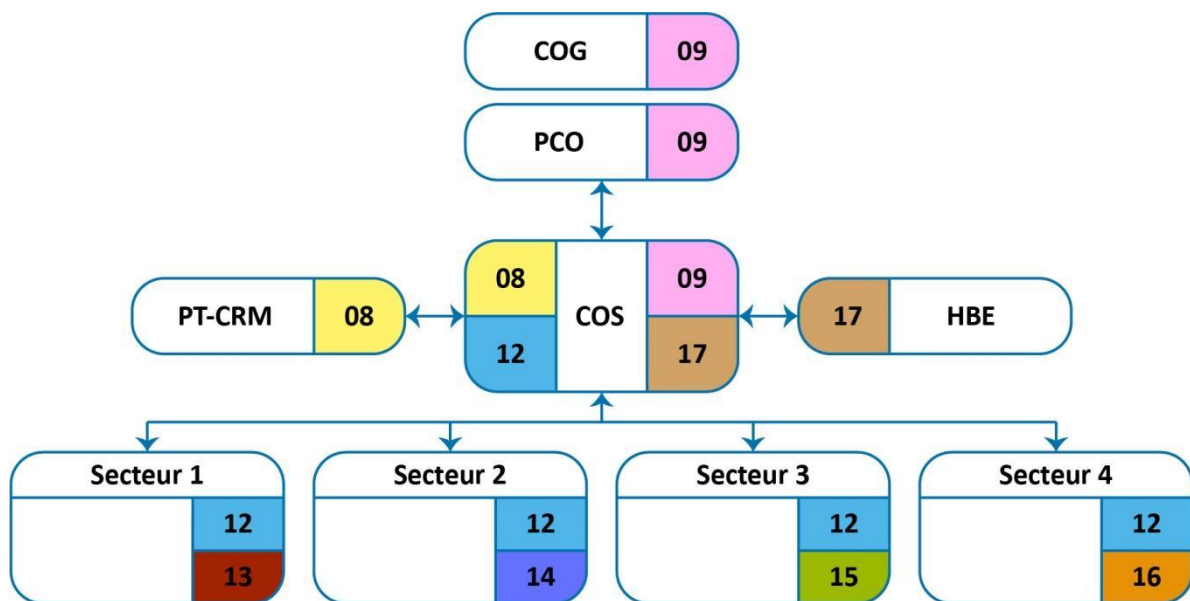 COG 09
PCO 09
08 COS 09
PT-CRM 08
12 17
17 HBE
Secteur 1
12
13
Secteur 2
12
14
Secteur 3
12
15
Secteur 4
12
16